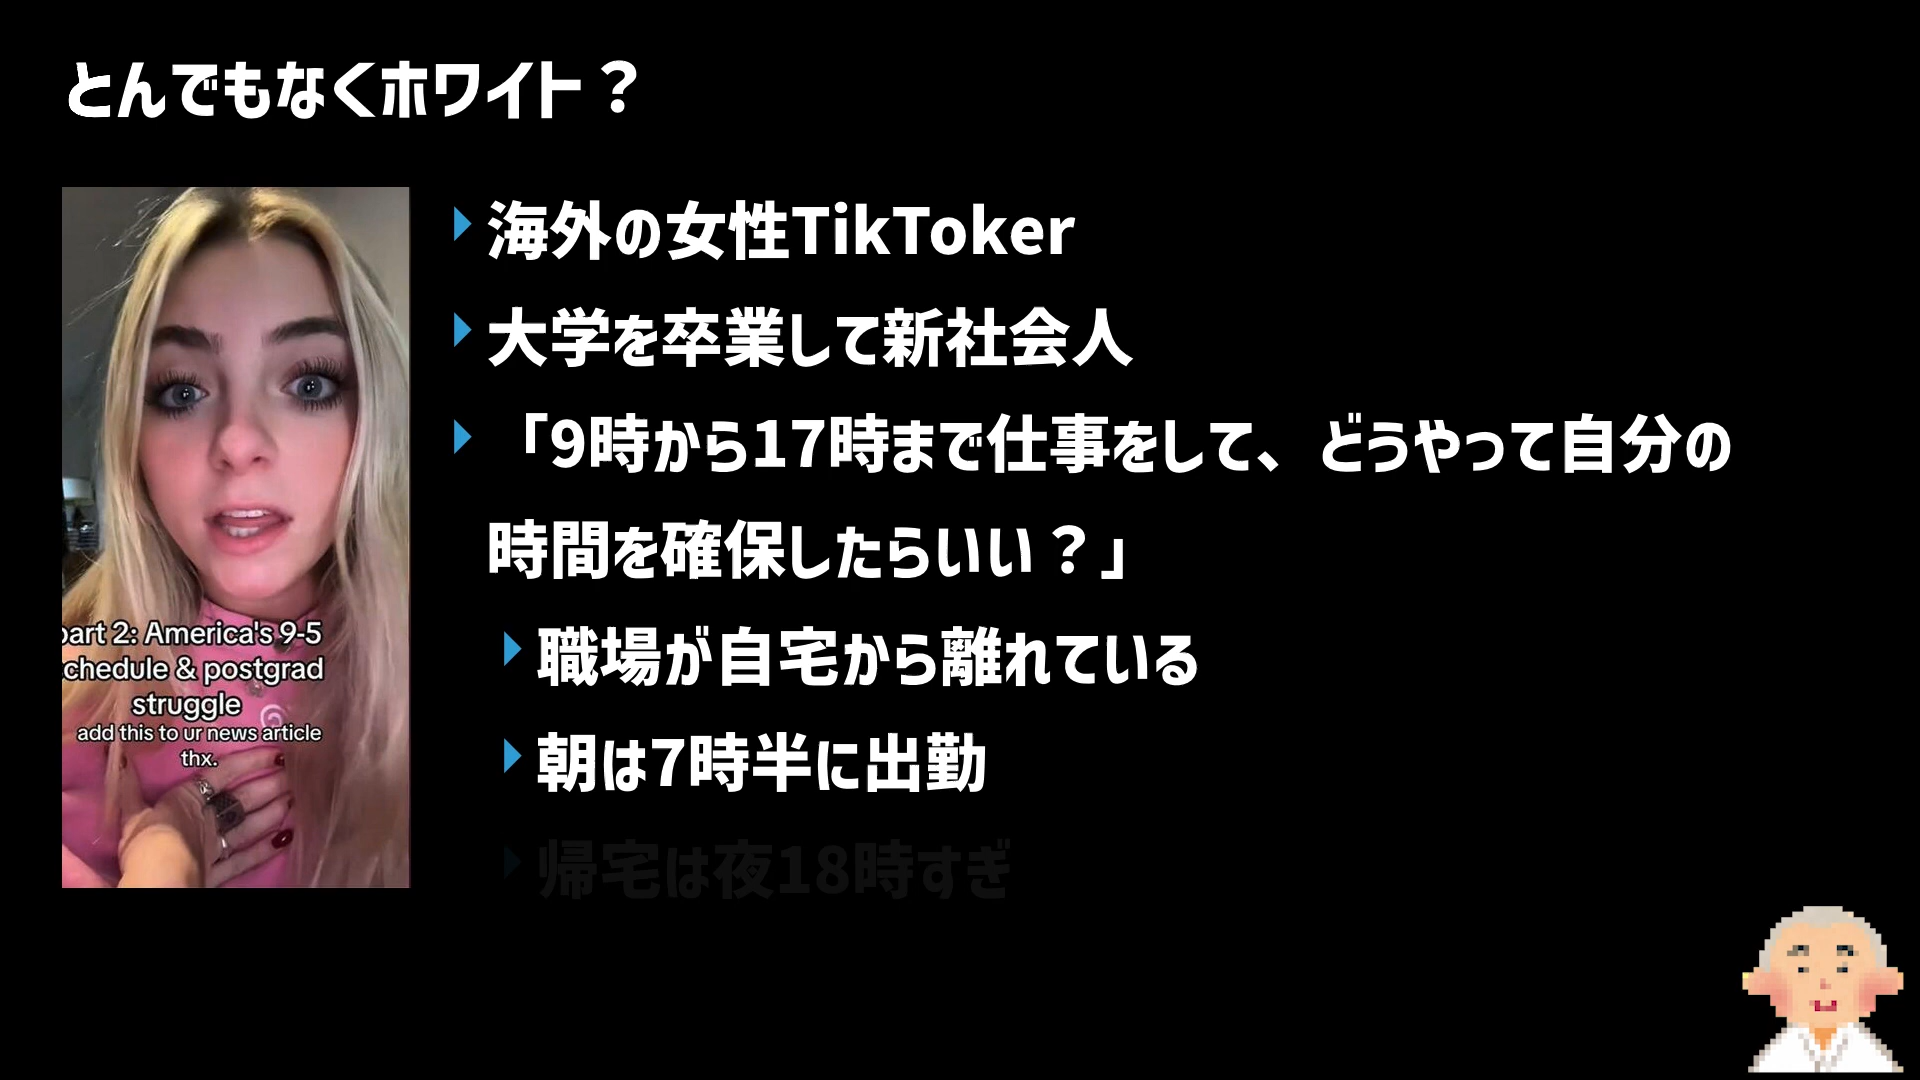 とんでもなくホワイト？
海外の女性TikToker
大学を卒業して新社会人
「9時から17時まで仕事をして、どうやって自分の
時間を確保したらいい？」
職場が自宅から離れている
朝は7時半に出勤
帰宅は夜18時すぎ
part 2: America's 9-5
chedule & postgrad
struggle
add this to ur news article
thx.